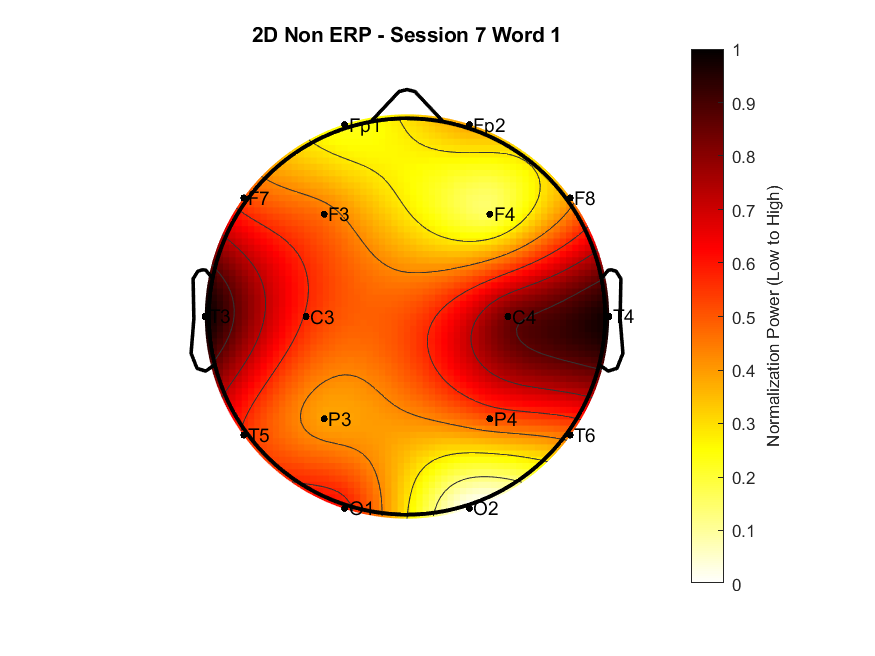 2D Non ERP - Session 7 Word 1
Fp1
Fp2
F7
F3
F4
F8
T3
C3
C4
T4
T5
P3
P4
T6
O1
O2
1
0.9
0.8
0.7
0.6
0.5
0.4
0.3
0.2
0.1
0
Normalization Power (Low to High)